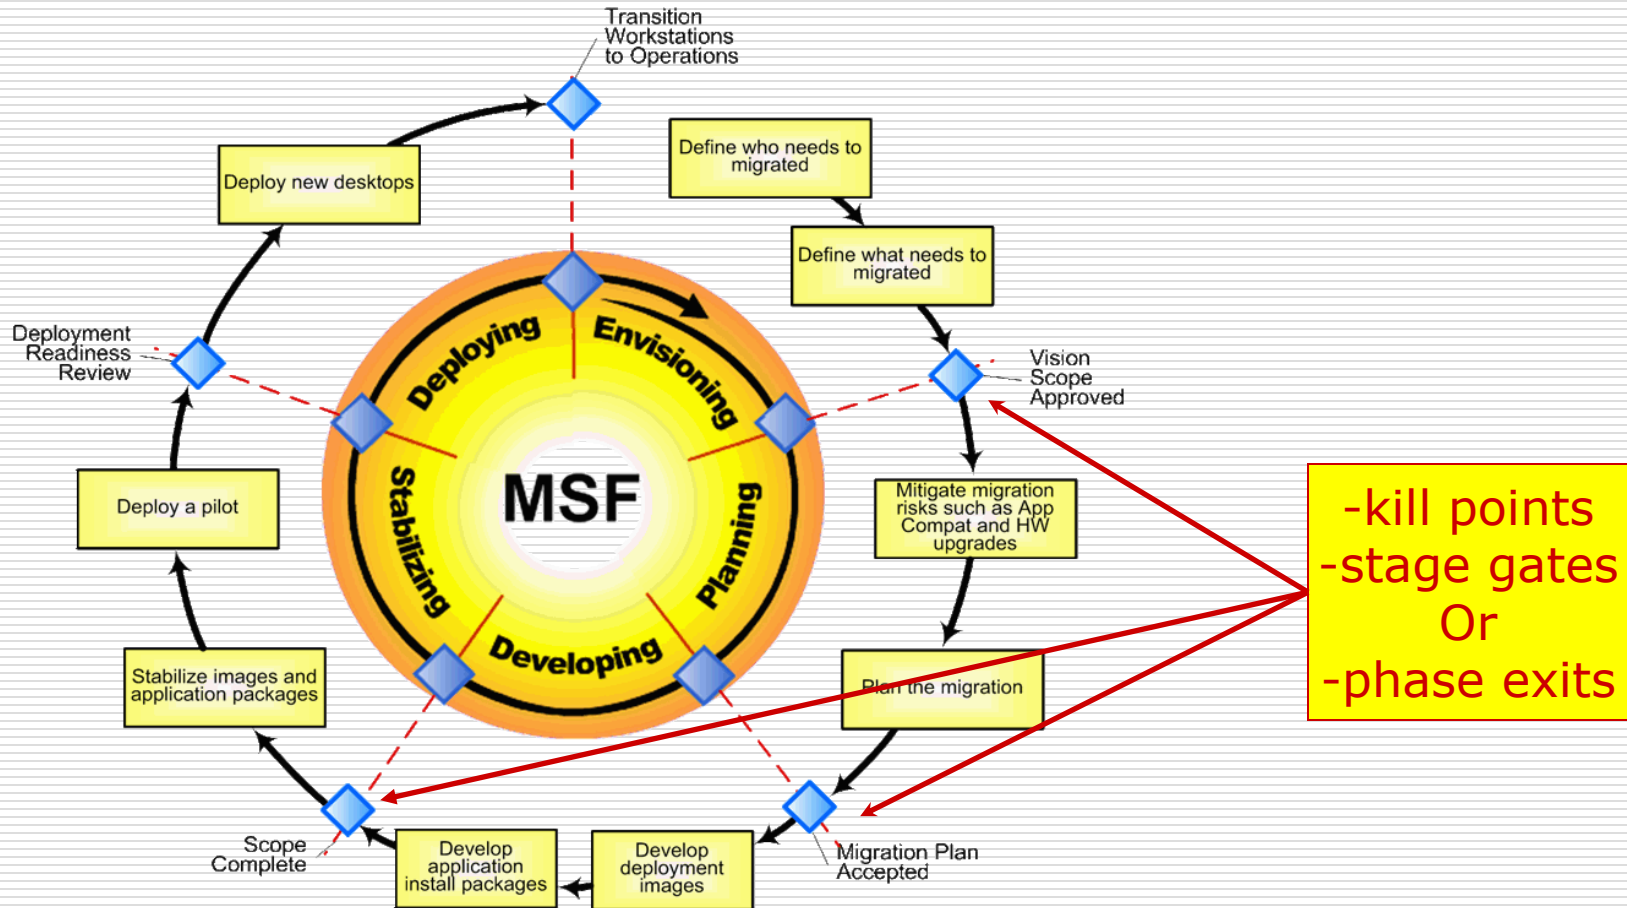 Transition
Workstations
to Operations
Define who needs to
migrated
Define what needs to
migrated
Vision
Scope
Approved
Mitigate migration
risks such as App
Compat and HW
upgrades
Plan the migration
Migration Plan
Accepted
Develop
deployment
images
Develop
application
install packages
Scope
Complete
Stabilize images and
application packages
Deploy a pilot
Deployment
Readiness
Review
Deploy new desktops
Envisioning
Planning
Developing
Stabilizing
Deploying
MSF
-kill points
-stage gates
Or
-phase exits